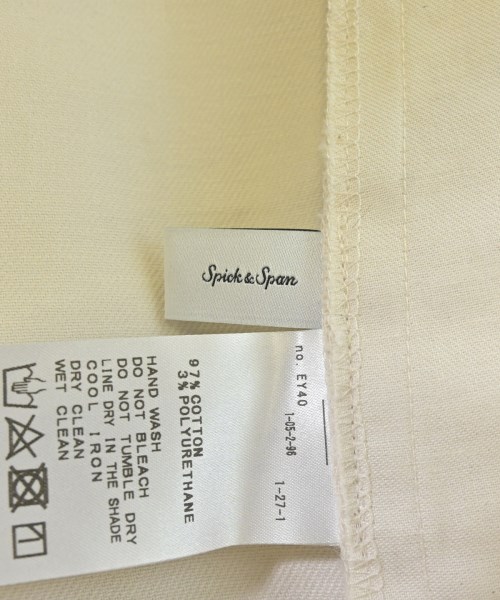 Spick & Span
no. EY40
1-05-2-96
1-27-1
97% COTTON
3% POLYURETHANE
HAND WASH
DO NOT BLEACH
DO NOT TUMBLE DRY
LINE DRY IN THE SHADE
COOL IRON
DRY CLEAN
WET CLEAN